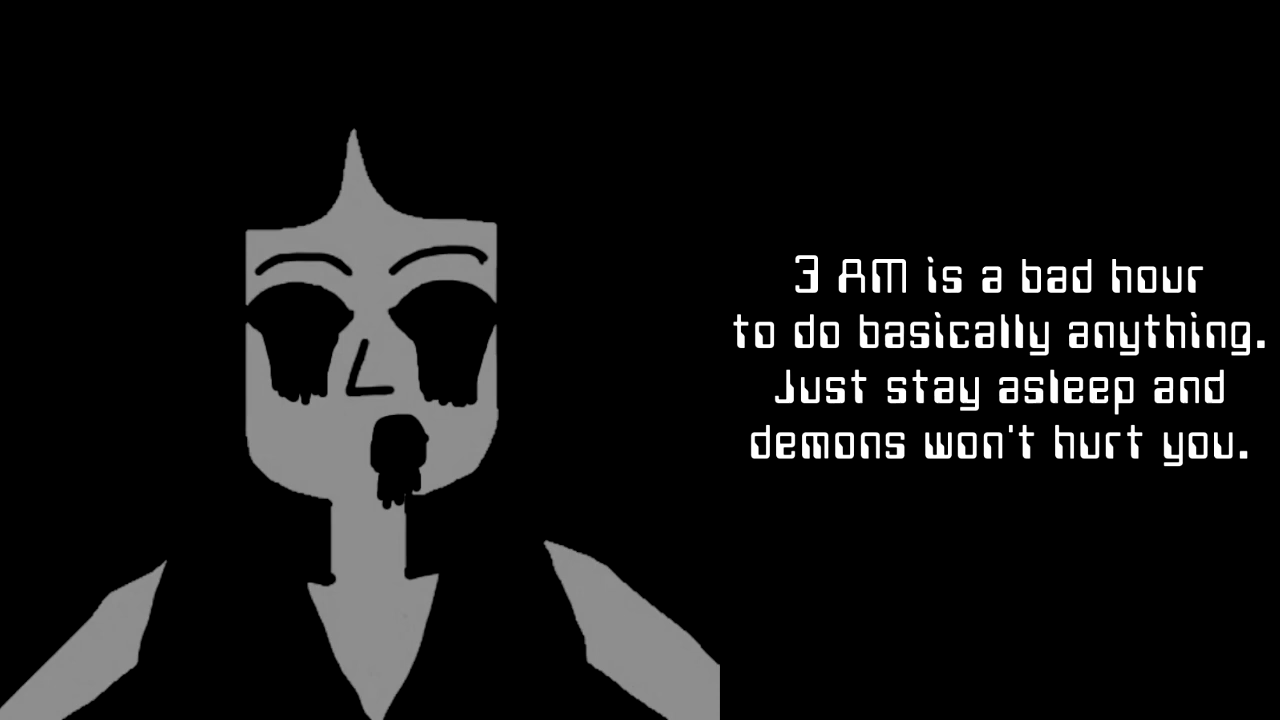 3 AM is a bad hour
to do basically anything.
Just stay asleep and
demons won't hurt you.